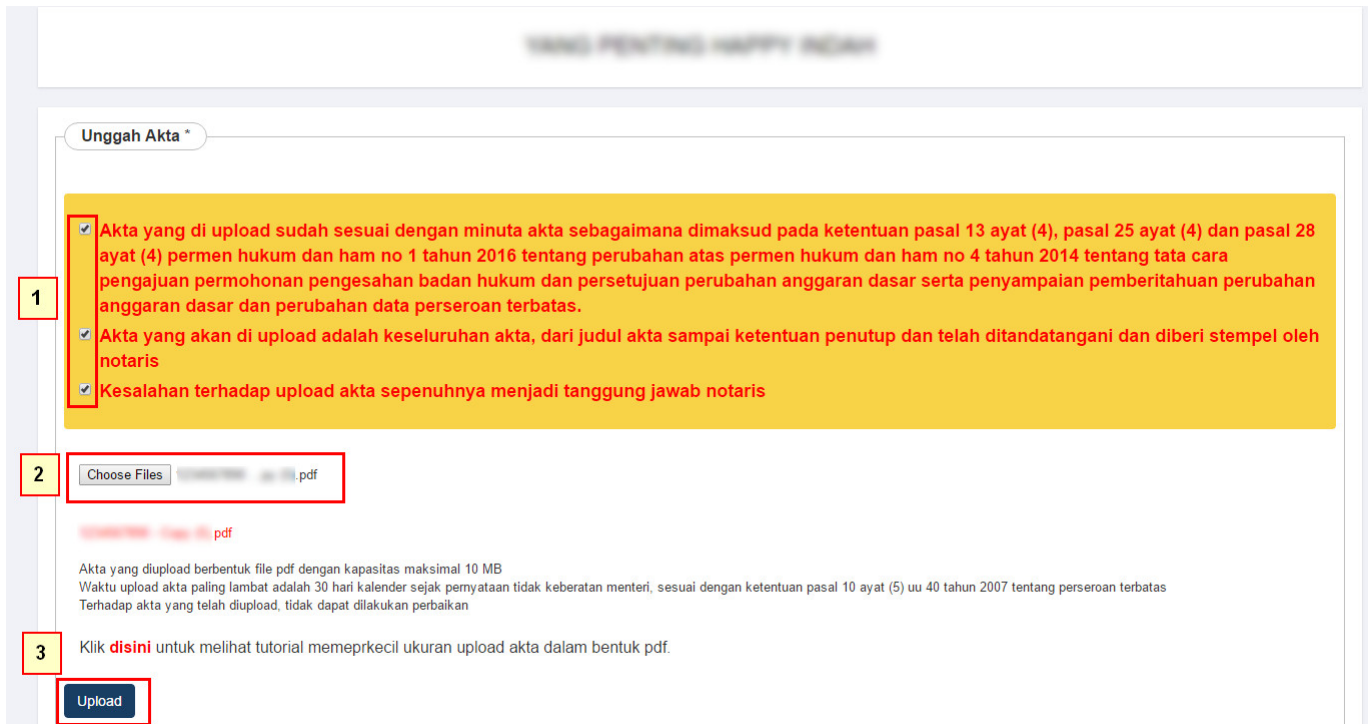 YANG PENTING HAPPY INDAH
Unggah Akta *
Akta yang di upload sudah sesuai dengan minuta akta sebagaimana dimaksud pada ketentuan pasal 13 ayat (4), pasal 25 ayat (4) dan pasal 28
ayat (4) permen hukum dan ham no 1 tahun 2016 tentang perubahan atas permen hukum dan ham no 4 tahun 2014 tentang tata cara
pengajuan permohonan pengesahan badan hukum dan persetujuan perubahan anggaran dasar serta penyampaian pemberitahuan perubahan
anggaran dasar dan perubahan data perseroan terbatas.
1
Akta yang akan di upload adalah keseluruhan akta, dari judul akta sampai ketentuan penutup dan telah ditandatangani dan diberi stempel oleh
notaris
Kesalahan terhadap upload akta sepenuhnya menjadi tanggung jawab notaris
2
Choose Files .pdf
pdf
Akta yang diupload berbentuk file pdf dengan kapasitas maksimal 10 MB
Waktu upload akta paling lambat adalah 30 hari kalender sejak pernyataan tidak keberatan menteri, sesuai dengan ketentuan pasal 10 ayat (5) uu 40 tahun 2007 tentang perseroan terbatas
Terhadap akta yang telah diupload, tidak dapat dilakukan perbaikan
3
Klik disini untuk melihat tutorial memeprkecil ukuran upload akta dalam bentuk pdf.
Upload